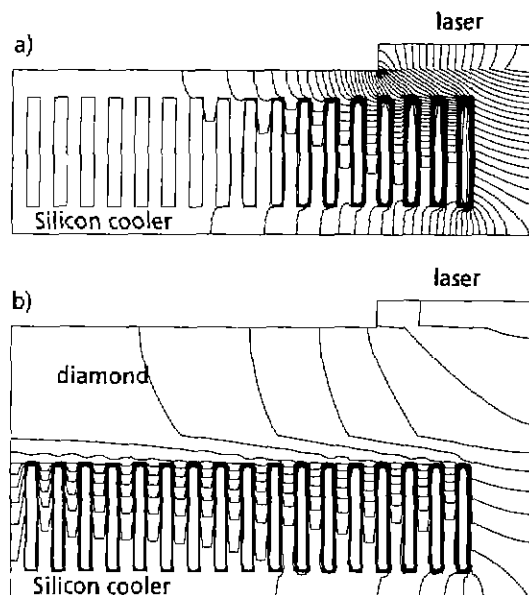 laser
a)
Silicon cooler
laser
b)
diamond
Silicon cooler